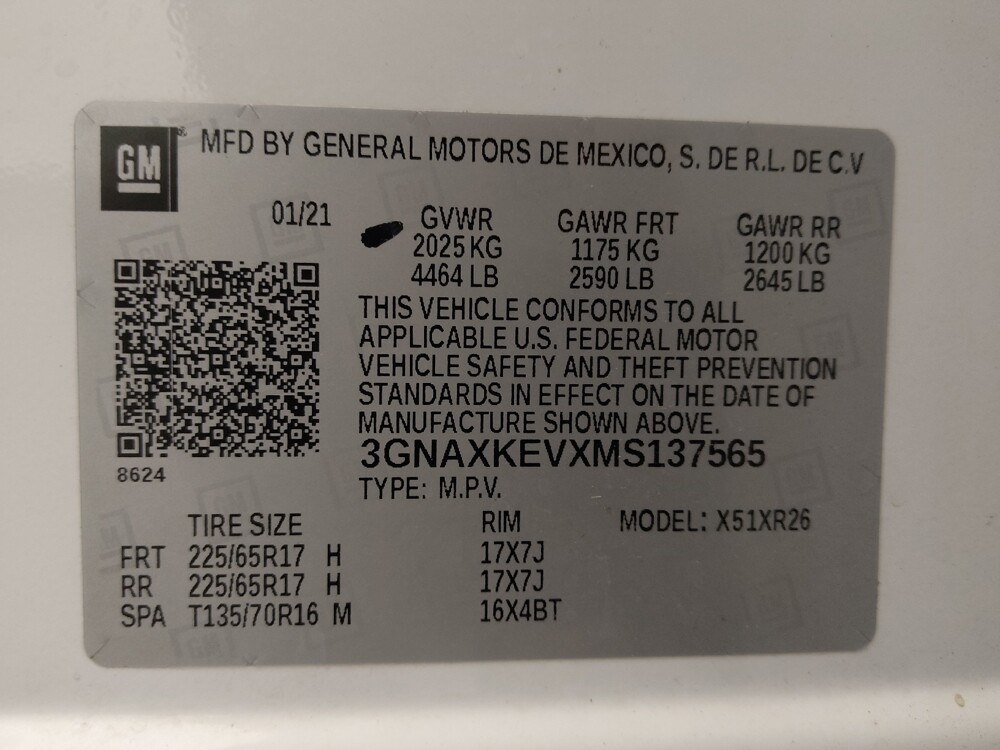 GM
MFD BY GENERAL MOTORS DE MEXICO, S. DE R.L. DE C.V
01/21
GVWR GAWR FRT GAWR RR
2025 KG 1175 KG 1200 KG
4464 LB 2590 LB 2645 LB
THIS VEHICLE CONFORMS TO ALL
APPLICABLE U.S. FEDERAL MOTOR
VEHICLE SAFETY AND THEFT PREVENTION
STANDARDS IN EFFECT ON THE DATE OF
MANUFACTURE SHOWN ABOVE.
3GNAXKEVXMS137565
8624
TYPE: M.P.V.
TIRE SIZE RIM MODEL: X51XR26
FRT 225/65R17 H 17X7J
RR 225/65R17 H 17X7J
SPA T135/70R16 M 16X4BT